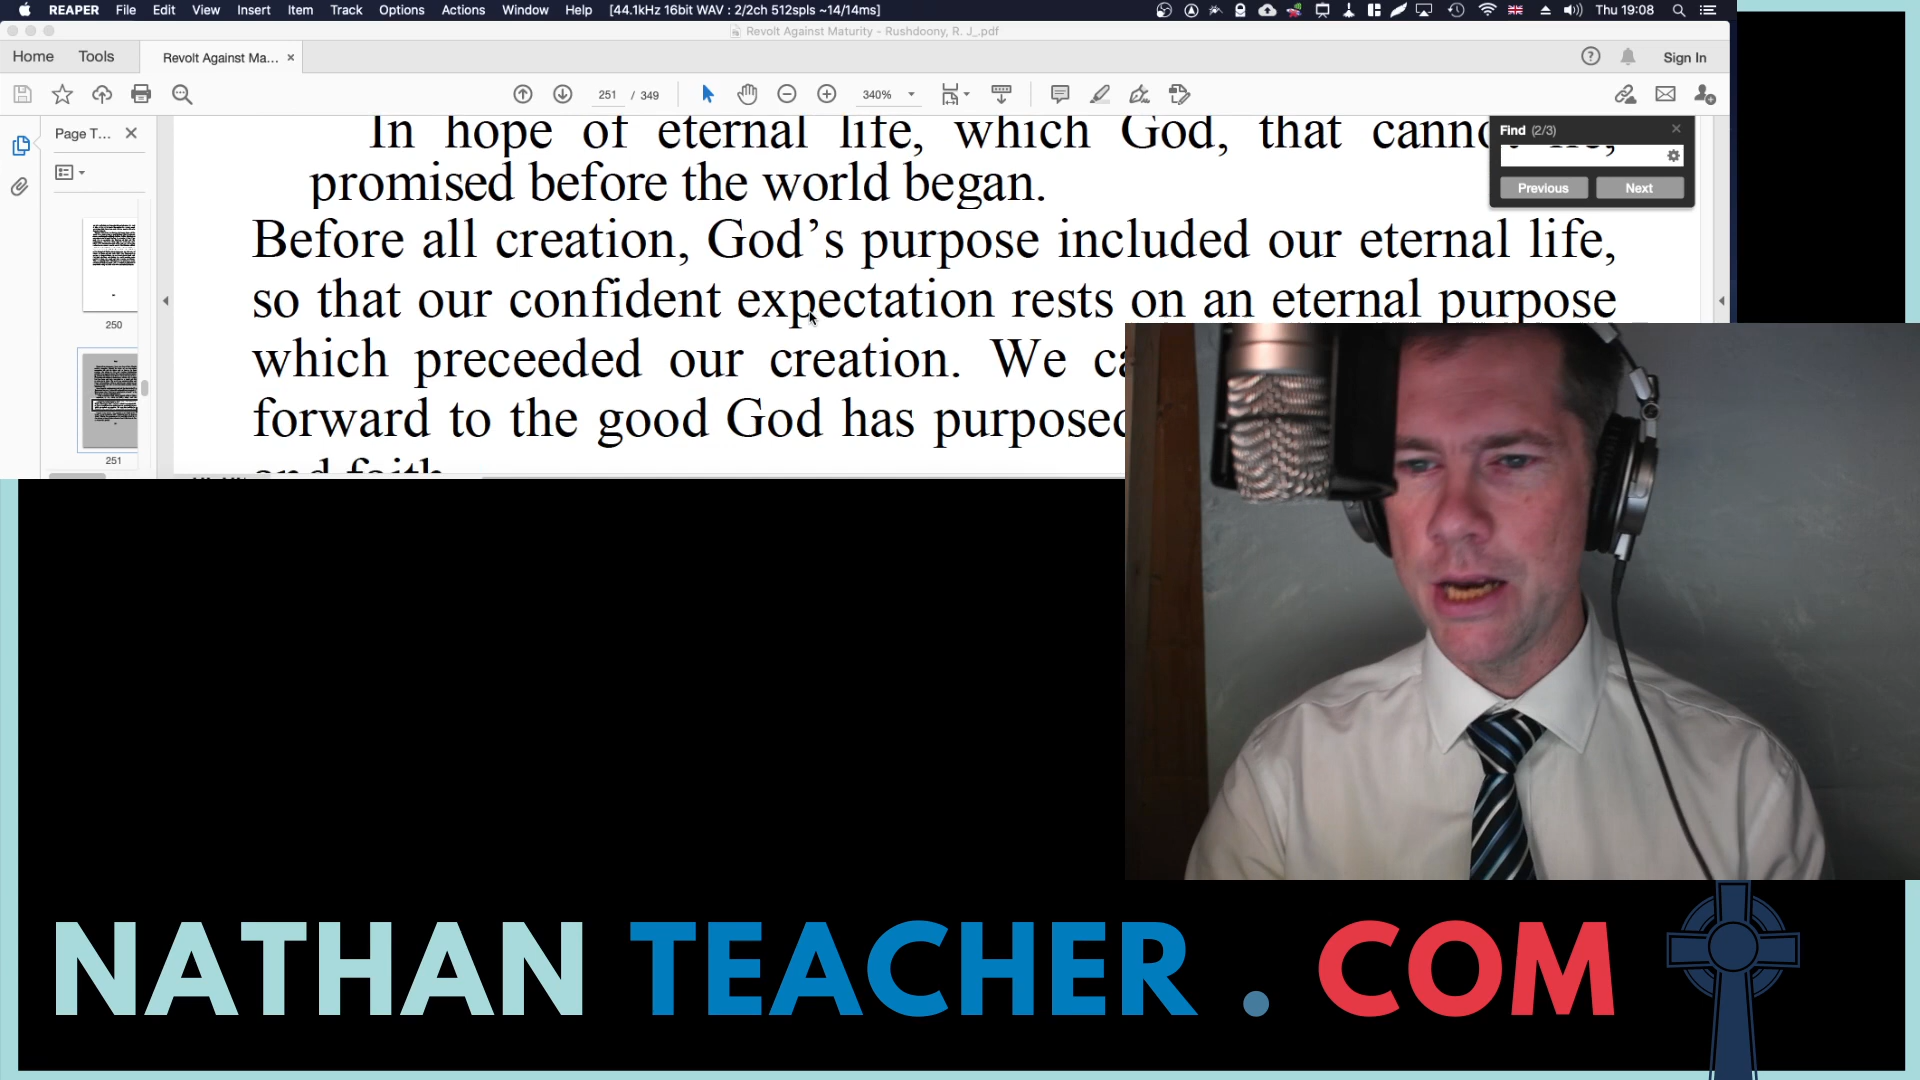 REAPER File Edit View Insert Item Track Options Actions Window Help [44.1kHz 16bit WAV : 2/2ch 512spls ~14/14ms] Thu 19:08
Revolt Against Maturity - Rushdoony, R. J_.pdf
Home Tools Revolt Against Ma... × Sign In
251 / 349 340%
Page T...
250
251
Find (2/3)
Previous Next
In hope of eternal life, which God, that
promised before the world began.
Before all creation, God's purpose included our eternal life,
so that our confident expectation rests on an eternal purpose
which preceeded our creation. We
forward to the good God has purposed
and faith
NATHAN TEACHER . COM